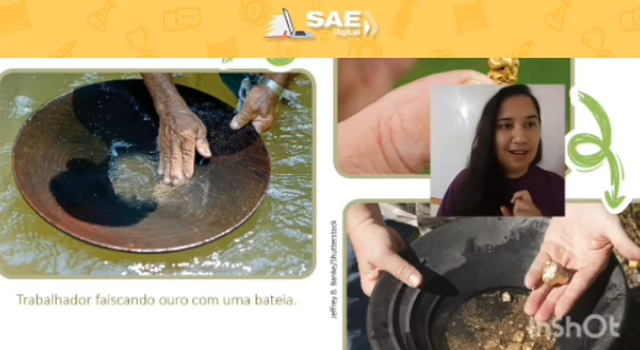 SAE
digital
Trabalhador faiscando ouro com uma bateia.
Jeffrey B. Banke/Shutterstock
InShOt